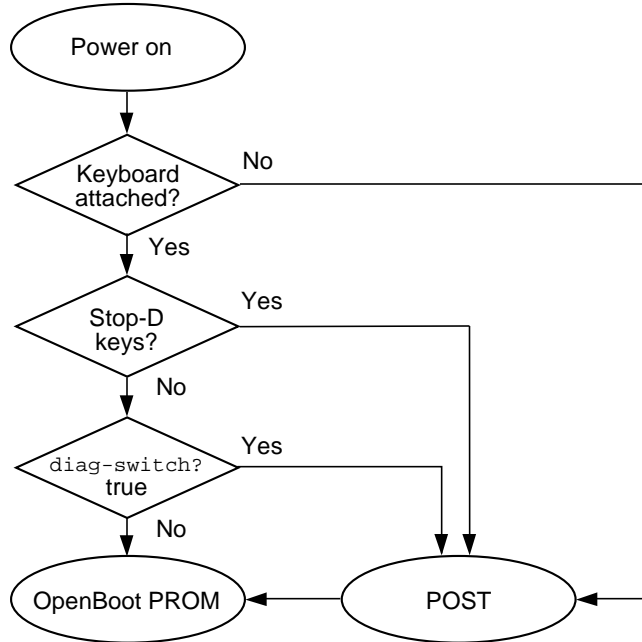 Power on
No
Keyboard
attached?
Yes
Yes
Stop-D
keys?
No
Yes
diag-switch?
true
No
OpenBoot PROM
POST